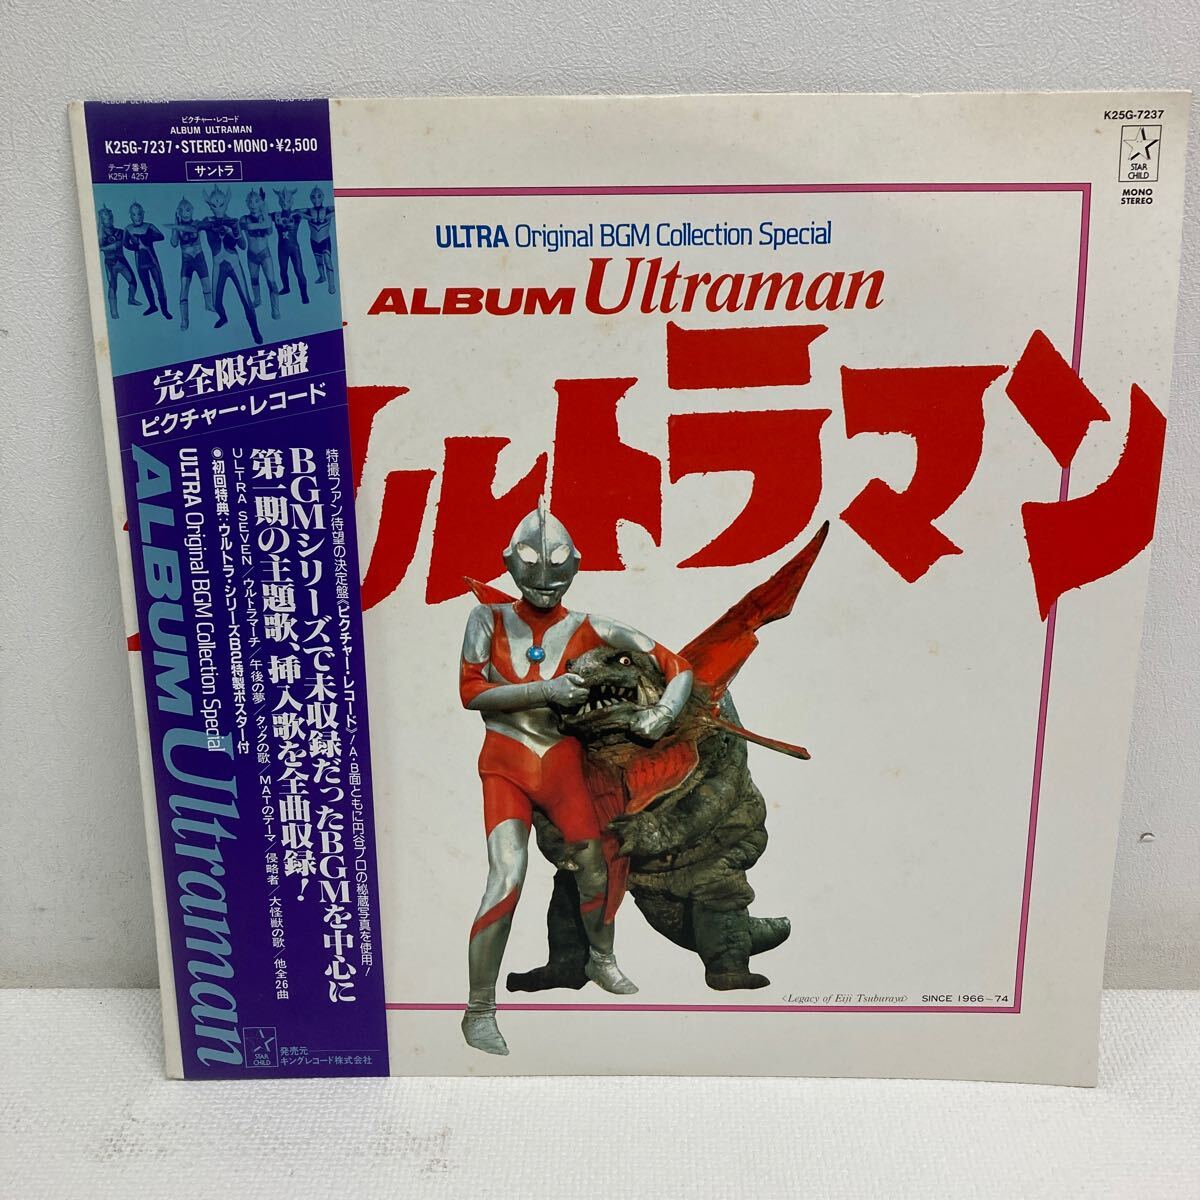 ALBUM ULTRAMAN
K25G-7237
ピクチャー・レコード
ALBUM ULTRAMAN
K25G-7237・STEREO・MONO・¥2,500
テープ番号
K25H 4257
サントラ
完全限定盤
ピクチャー・レコード
特撮ファン待望の決定盤《ピクチャー・レコード》！A・B面ともに円谷プロの秘蔵写真を使用！
BGMシリーズで未収録だったBGMを中心に
第一期の主題歌、挿入歌を全曲収録！
ULTRA SEVEN／ウルトラマーチ／午後の夢／タックの歌／MATのテーマ／侵略者／大怪獣の歌／他全26曲
●初回特典：ウルトラ・シリーズB2特製ポスター付
ULTRA Original BGM Collection Special
ALBUM Ultraman
STAR CHILD
発売元
キングレコード株式会社
K25G-7237
STAR
CHILD
MONO
STEREO
ULTRA Original BGM Collection Special
ALBUM Ultraman
ルトラマン
<Legacy of Eiji Tsuburaya> SINCE 1966~74